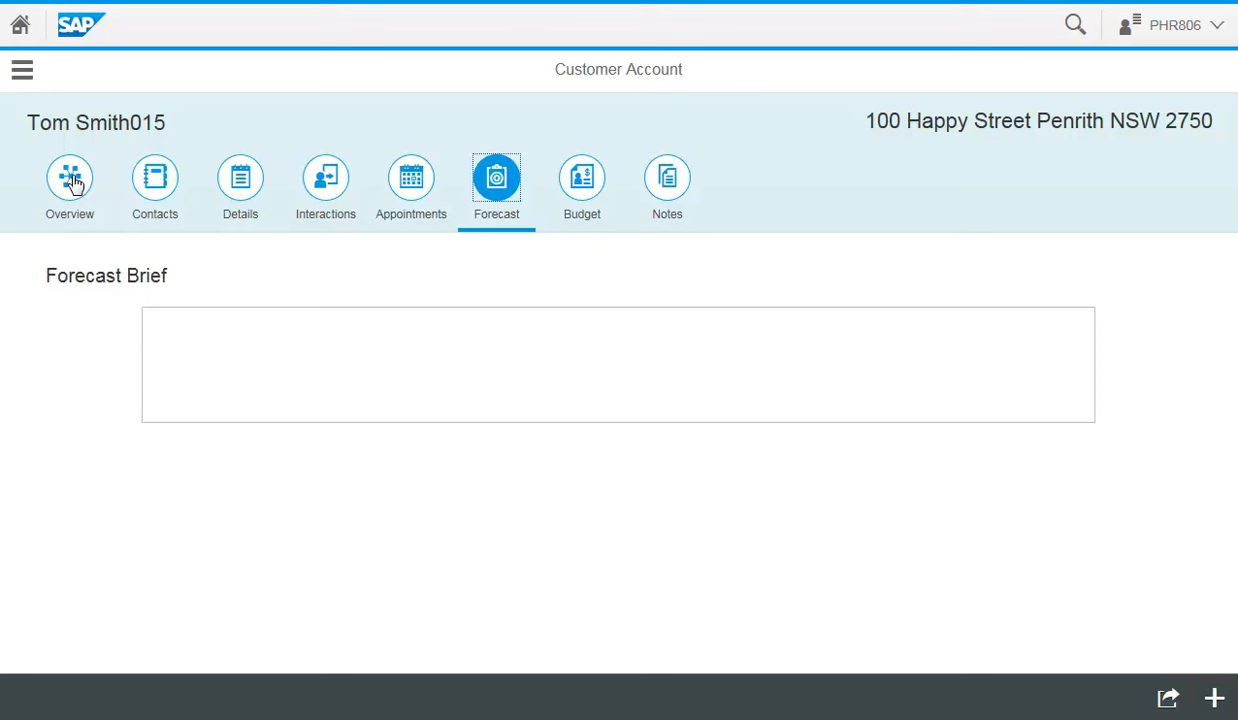 SAP
PHR806
Customer Account
Tom Smith015
100 Happy Street Penrith NSW 2750
Overview
Contacts
Details
Interactions
Appointments
Forecast
Budget
Notes
Forecast Brief